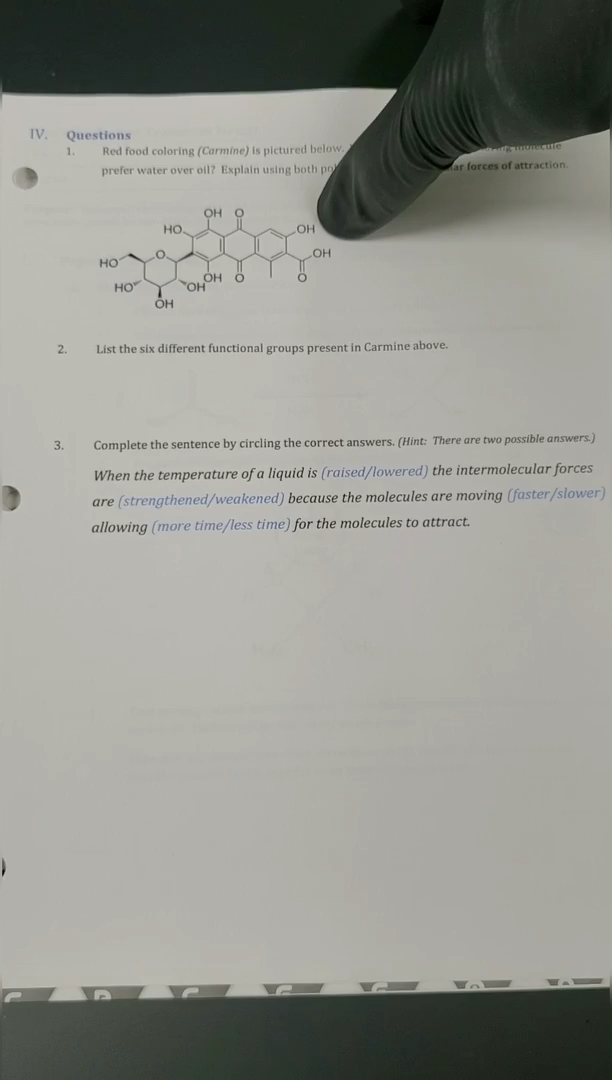 IV. Questions
1. Red food coloring (Carmine) is pictured below.
prefer water over oil? Explain using both forces of attraction.
OH O
HO OH
O OH
HO OH O O
HO OH
OH
2. List the six different functional groups present in Carmine above.
3. Complete the sentence by circling the correct answers. (Hint: There are two possible answers.)
When the temperature of a liquid is (raised/lowered) the intermolecular forces
are (strengthened/weakened) because the molecules are moving (faster/slower)
allowing (more time/less time) for the molecules to attract.